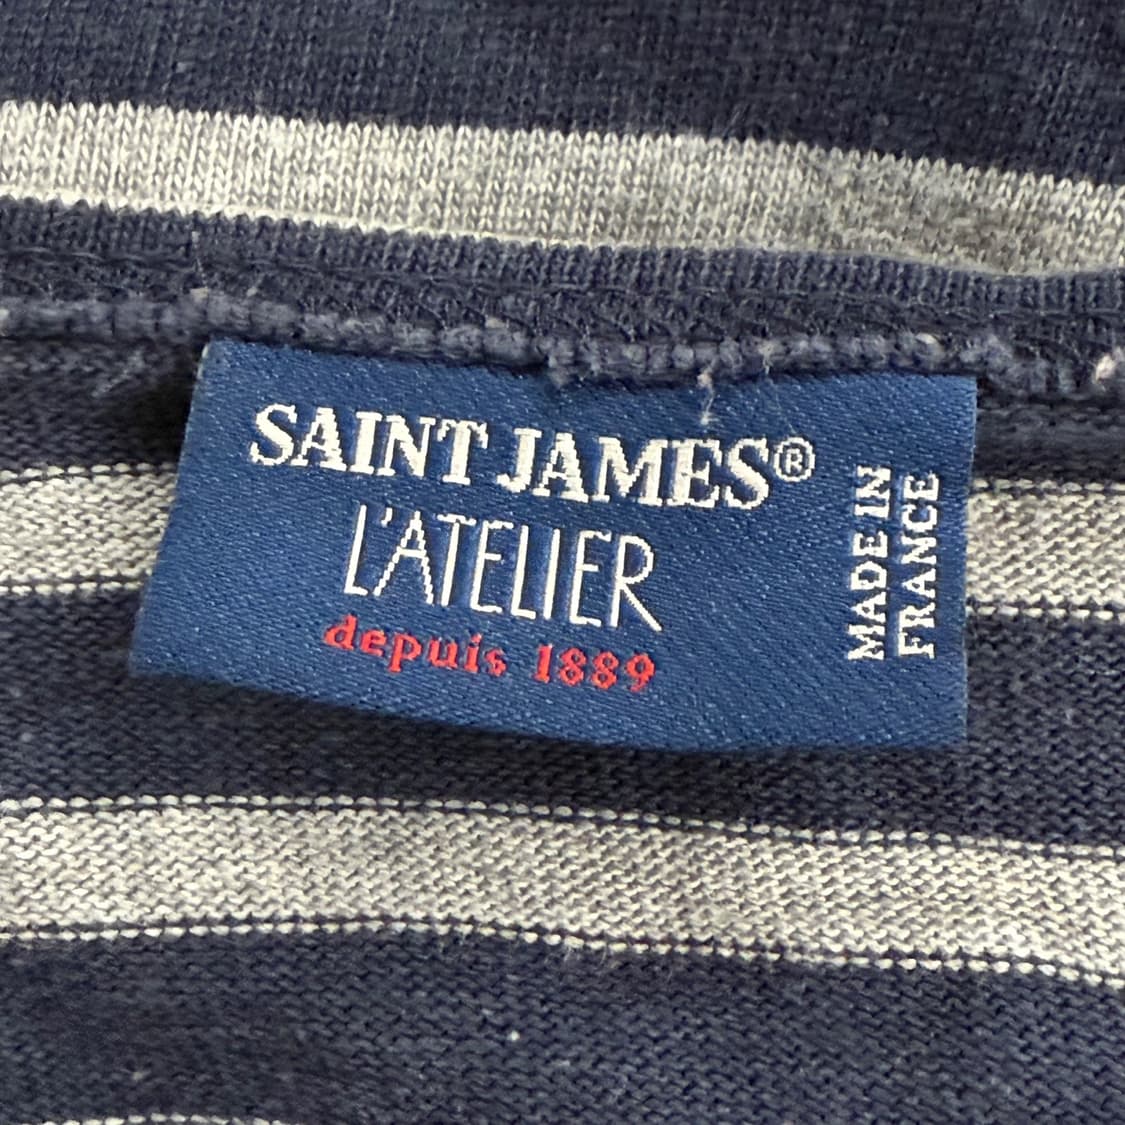 SAINT JAMES®
L'ATELIER
depuis 1889
MADE IN
FRANCE